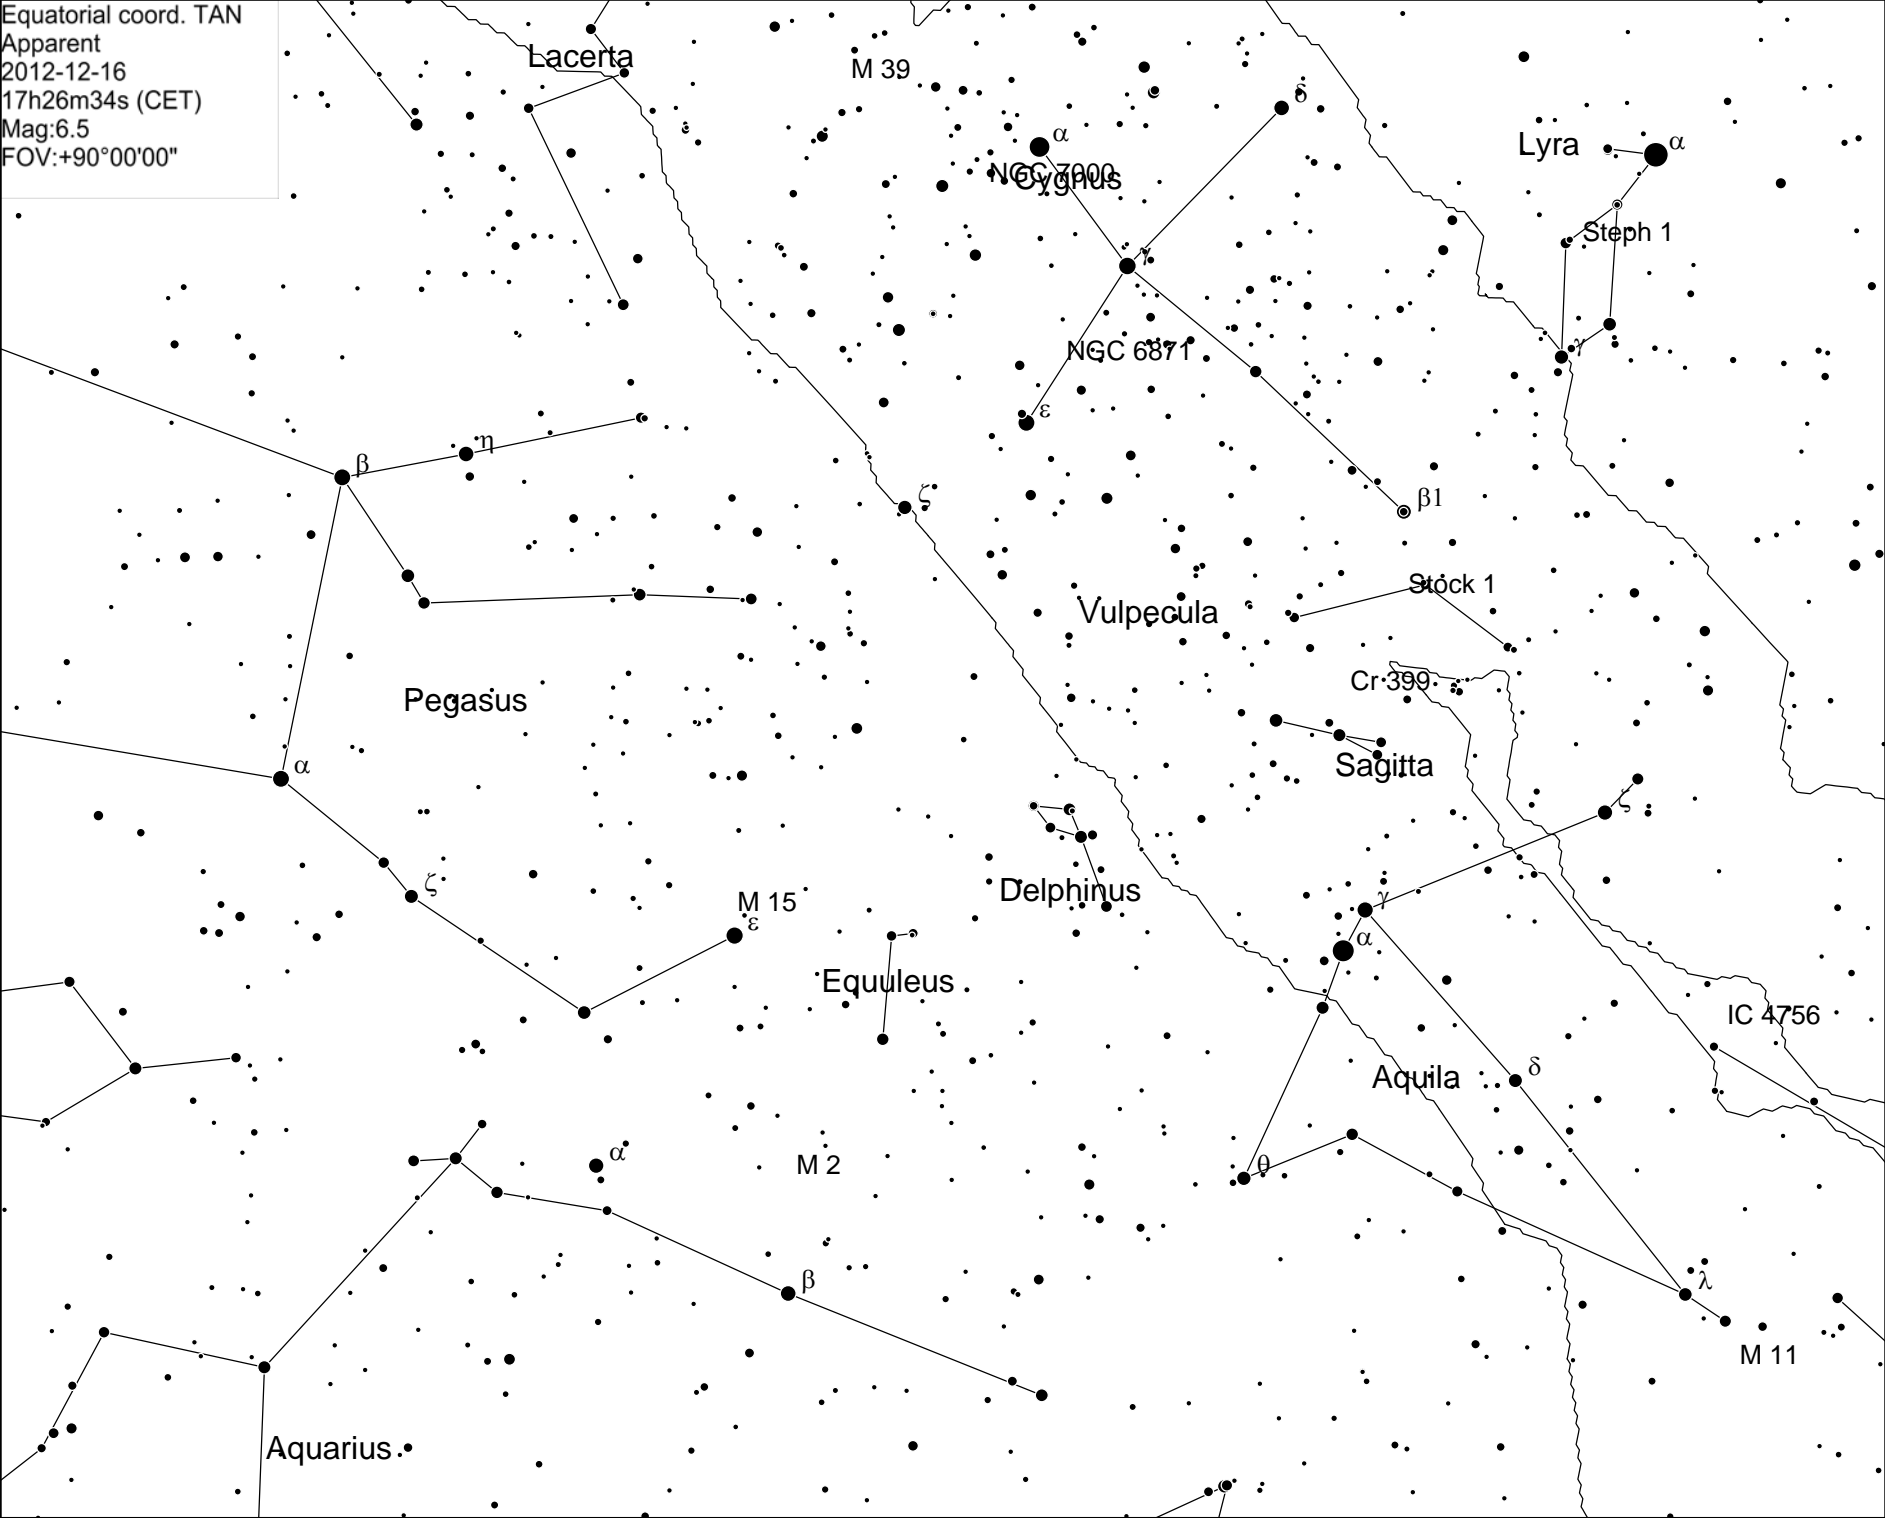 Equatorial coord. TAN
Apparent
2012-12-16
17h26m34s (CET)
Mag:6.5
FOV:+90°00'00"
Lacerta
M 39
δ
α
Lyra
α
NGC 7000
Cygnus
Steph 1
γ
NGC 6871
γ
ε
η
β
ζ
β1
Stock 1
Vulpecula
Cr 399
Pegasus
Sagitta
α
ζ
ζ
M 15
ε
Delphinus
γ
α
Equuleus
IC 4756
Aquila
δ
α
M 2
θ
β
λ
M 11
Aquarius